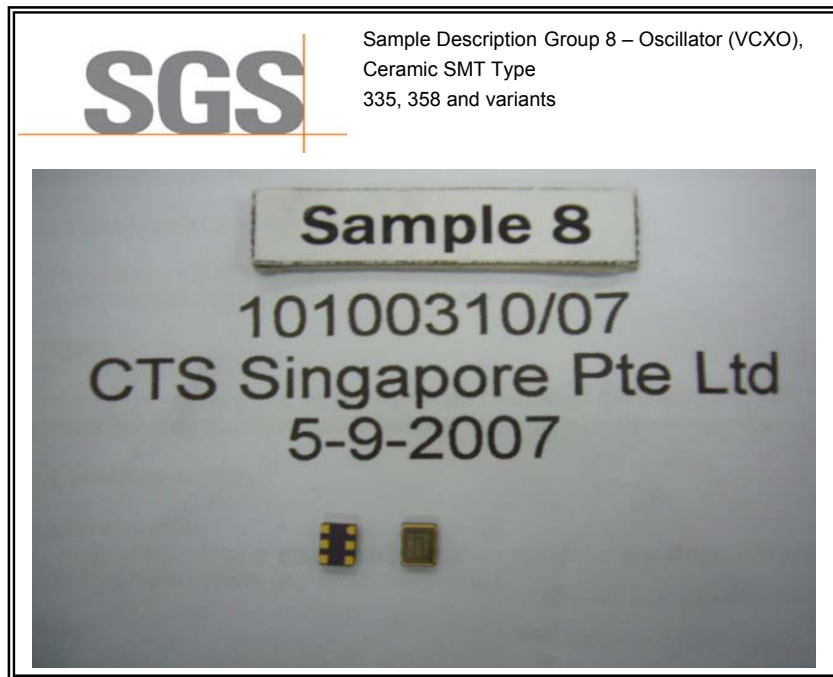 SGS
Sample Description Group 8 – Oscillator (VCXO),
Ceramic SMT Type
335, 358 and variants
Sample 8
10100310/07
CTS Singapore Pte Ltd
5-9-2007